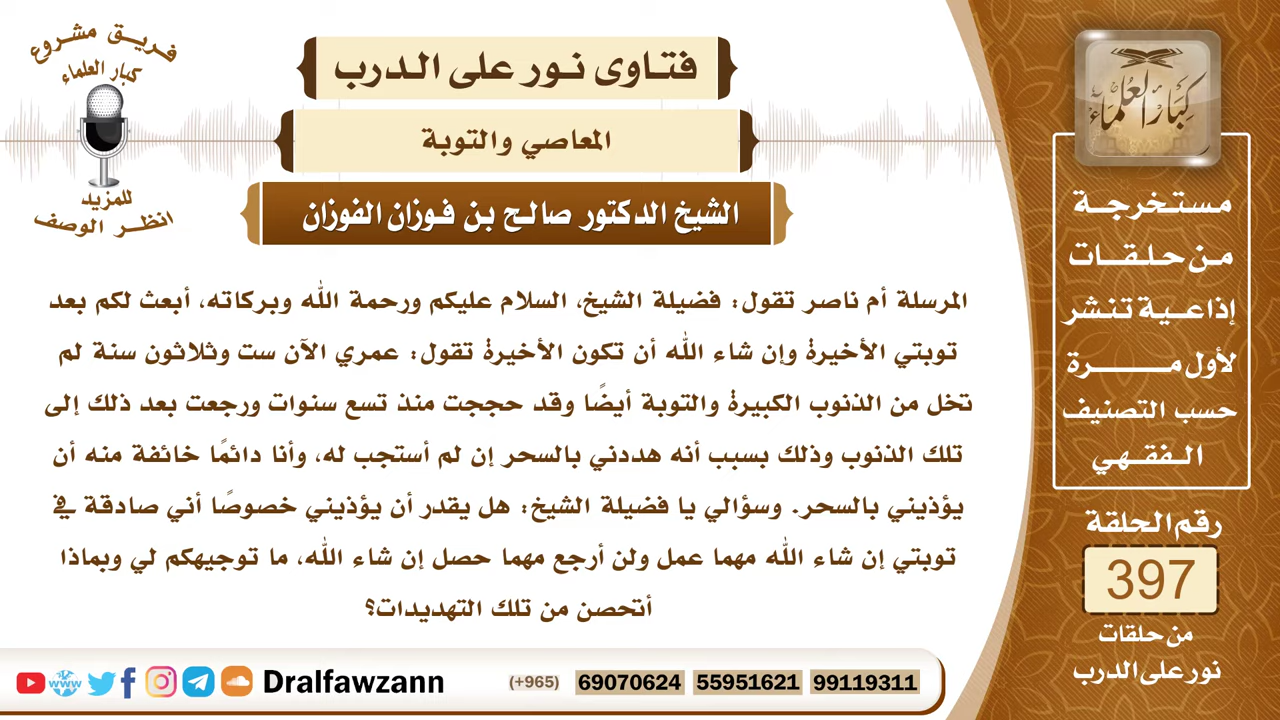 فريق مشروع
كبار العلماء
للمزيد
انظر الوصف
فتاوى نور على الدرب
المعاصي والتوبة
الشيخ الدكتور صالح بن فوزان الفوزان
المرسلة أم ناصر تقول: فضيلة الشيخ، السلام عليكم ورحمة الله وبركاته، أبعث لكم بعد
توبتي الأخيرة وإن شاء الله أن تكون الأخيرة تقول: عمري الآن ست وثلاثون سنة لم
تخل من الذنوب الكبيرة والتوبة أيضًا وقد حججت منذ تسع سنوات ورجعت بعد ذلك إلى
تلك الذنوب وذلك بسبب أنه هددني بالسحر إن لم أستجب له، وأنا دائمًا خائفة منه أن
يؤذيني بالسحر. وسؤالي يا فضيلة الشيخ: هل يقدر أن يؤذيني خصوصًا أني صادقة في
توبتي إن شاء الله مهما عمل ولن أرجع مهما حصل إن شاء الله، ما توجيهكم لي وبماذا
أتحصن من تلك التهديدات؟
كبار العلماء
مستخرجة
من حلقات
إذاعية تنشر
لأول مرة
حسب التصنيف
الفقهي
رقم الحلقة
397
من حلقات
نور على الدرب
www Dralfawzann (+965) 69070624 55951621 99119311